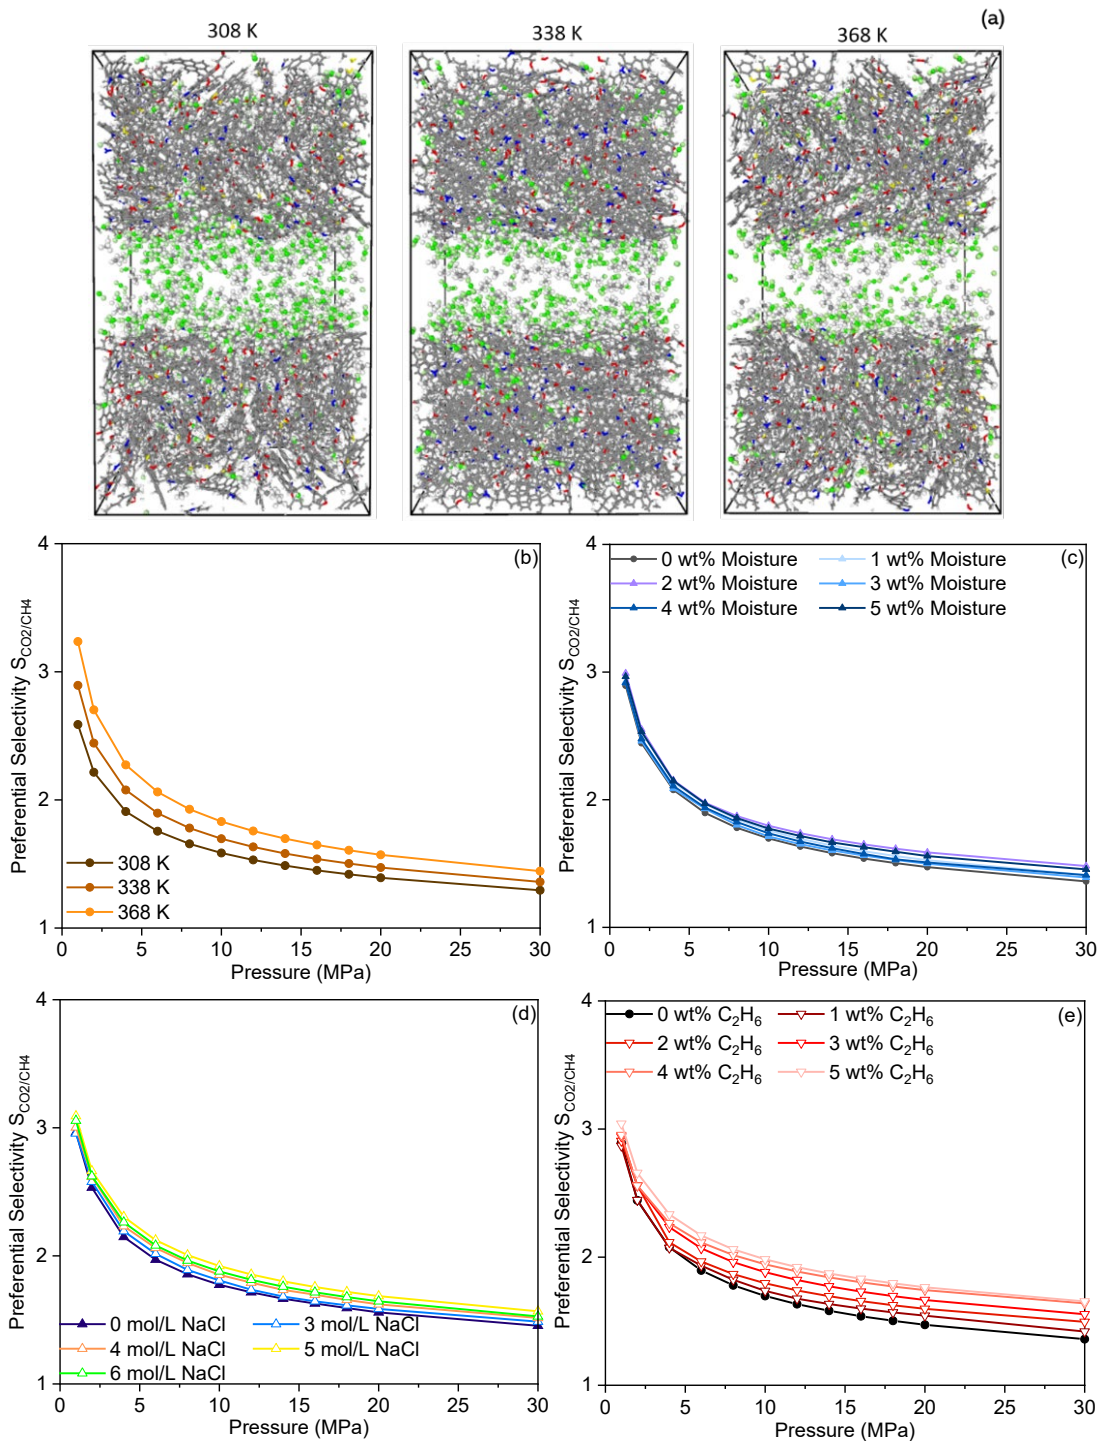 (a)
308 K
338 K
368 K
(b)
4
3
2
1
Preferential Selectivity S_CO2/CH4
308 K
338 K
368 K
0 5 10 15 20 25 30
Pressure (MPa)
(c)
0 wt% Moisture 1 wt% Moisture
2 wt% Moisture 3 wt% Moisture
4 wt% Moisture 5 wt% Moisture
4
3
2
1
Preferential Selectivity S_CO2/CH4
0 5 10 15 20 25 30
Pressure (MPa)
(d)
4
3
2
1
Preferential Selectivity S_CO2/CH4
0 mol/L NaCl 3 mol/L NaCl
4 mol/L NaCl 5 mol/L NaCl
6 mol/L NaCl
0 5 10 15 20 25 30
Pressure (MPa)
(e)
0 wt% C₂H₆ 1 wt% C₂H₆
2 wt% C₂H₆ 3 wt% C₂H₆
4 wt% C₂H₆ 5 wt% C₂H₆
4
3
2
1
Preferential Selectivity S_CO2/CH4
0 5 10 15 20 25 30
Pressure (MPa)